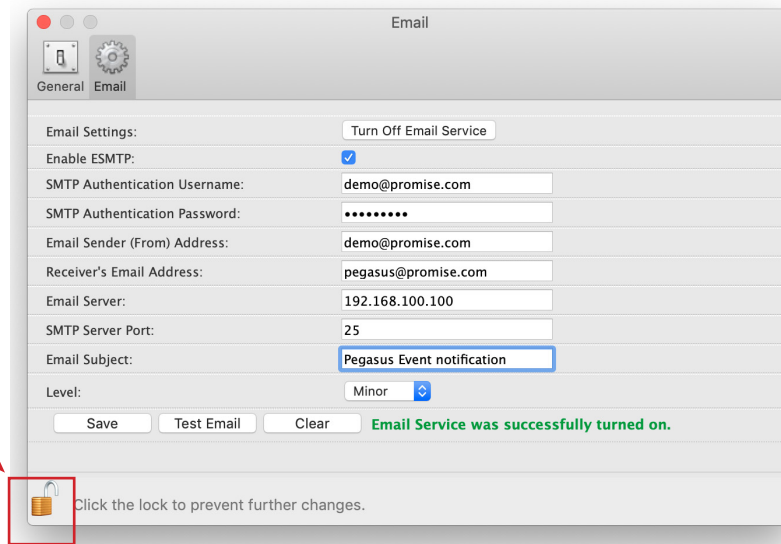 Email
General Email
Email Settings: Turn Off Email Service
Enable ESMTP:
SMTP Authentication Username: demo@promise.com
SMTP Authentication Password: •••••••••
Email Sender (From) Address: demo@promise.com
Receiver's Email Address: pegasus@promise.com
Email Server: 192.168.100.100
SMTP Server Port: 25
Email Subject: Pegasus Event notification
Level: Minor
Save Test Email Clear Email Service was successfully turned on.
Click the lock to prevent further changes.